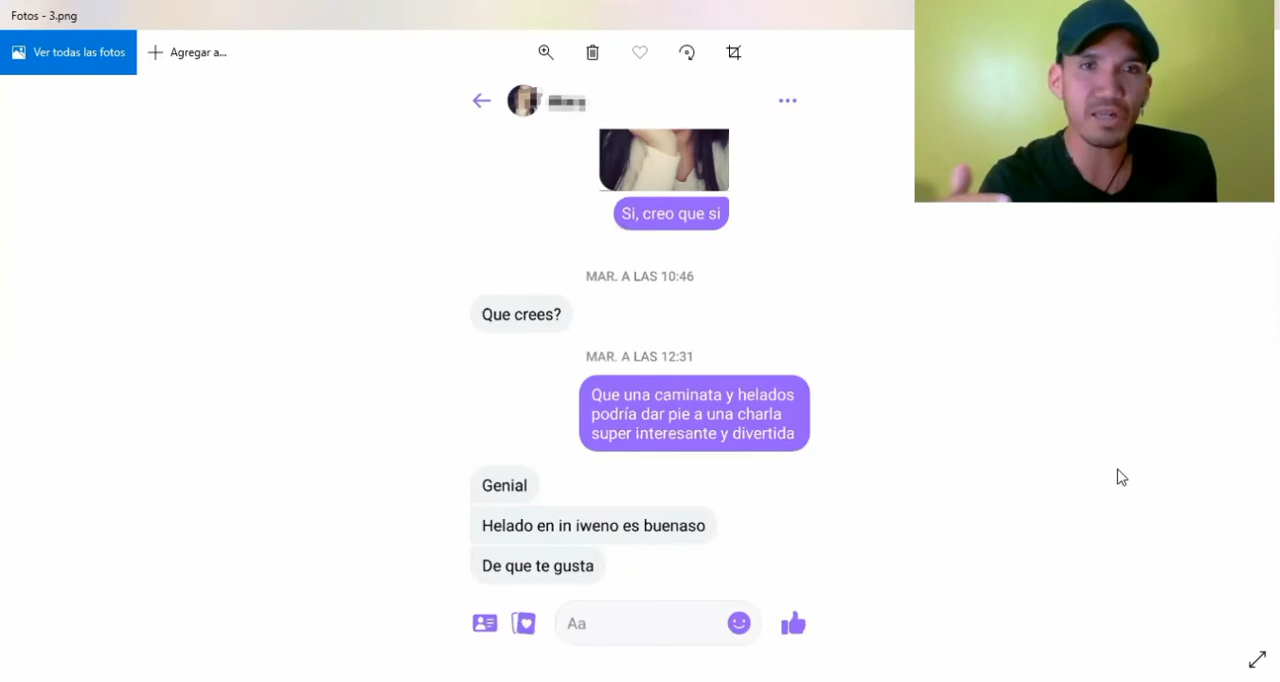 Fotos - 3.png
Ver todas las fotos
Agregar a...
Si, creo que si
MAR. A LAS 10:46
Que crees?
MAR. A LAS 12:31
Que una caminata y helados
podría dar pie a una charla
super interesante y divertida
Genial
Helado en in iweno es buenaso
De que te gusta
Aa